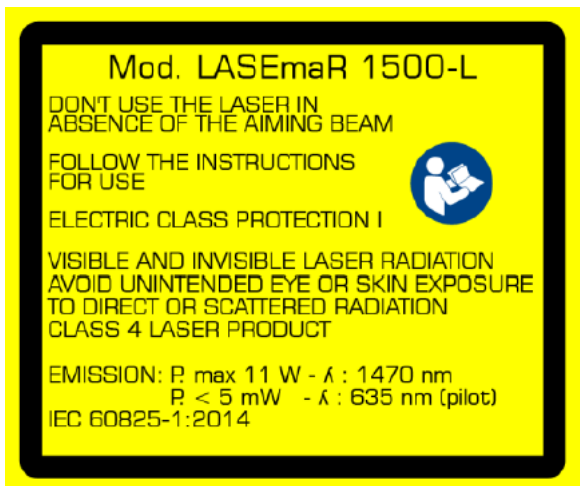 Mod. LASEmaR 1500-L
DON'T USE THE LASER IN
ABSENCE OF THE AIMING BEAM
FOLLOW THE INSTRUCTIONS
FOR USE
ELECTRIC CLASS PROTECTION I
VISIBLE AND INVISIBLE LASER RADIATION
AVOID UNINTENDED EYE OR SKIN EXPOSURE
TO DIRECT OR SCATTERED RADIATION
CLASS 4 LASER PRODUCT
EMISSION: P. max 11 W - ʎ : 1470 nm
P. < 5 mW - ʎ : 635 nm (pilot)
IEC 60825-1:2014